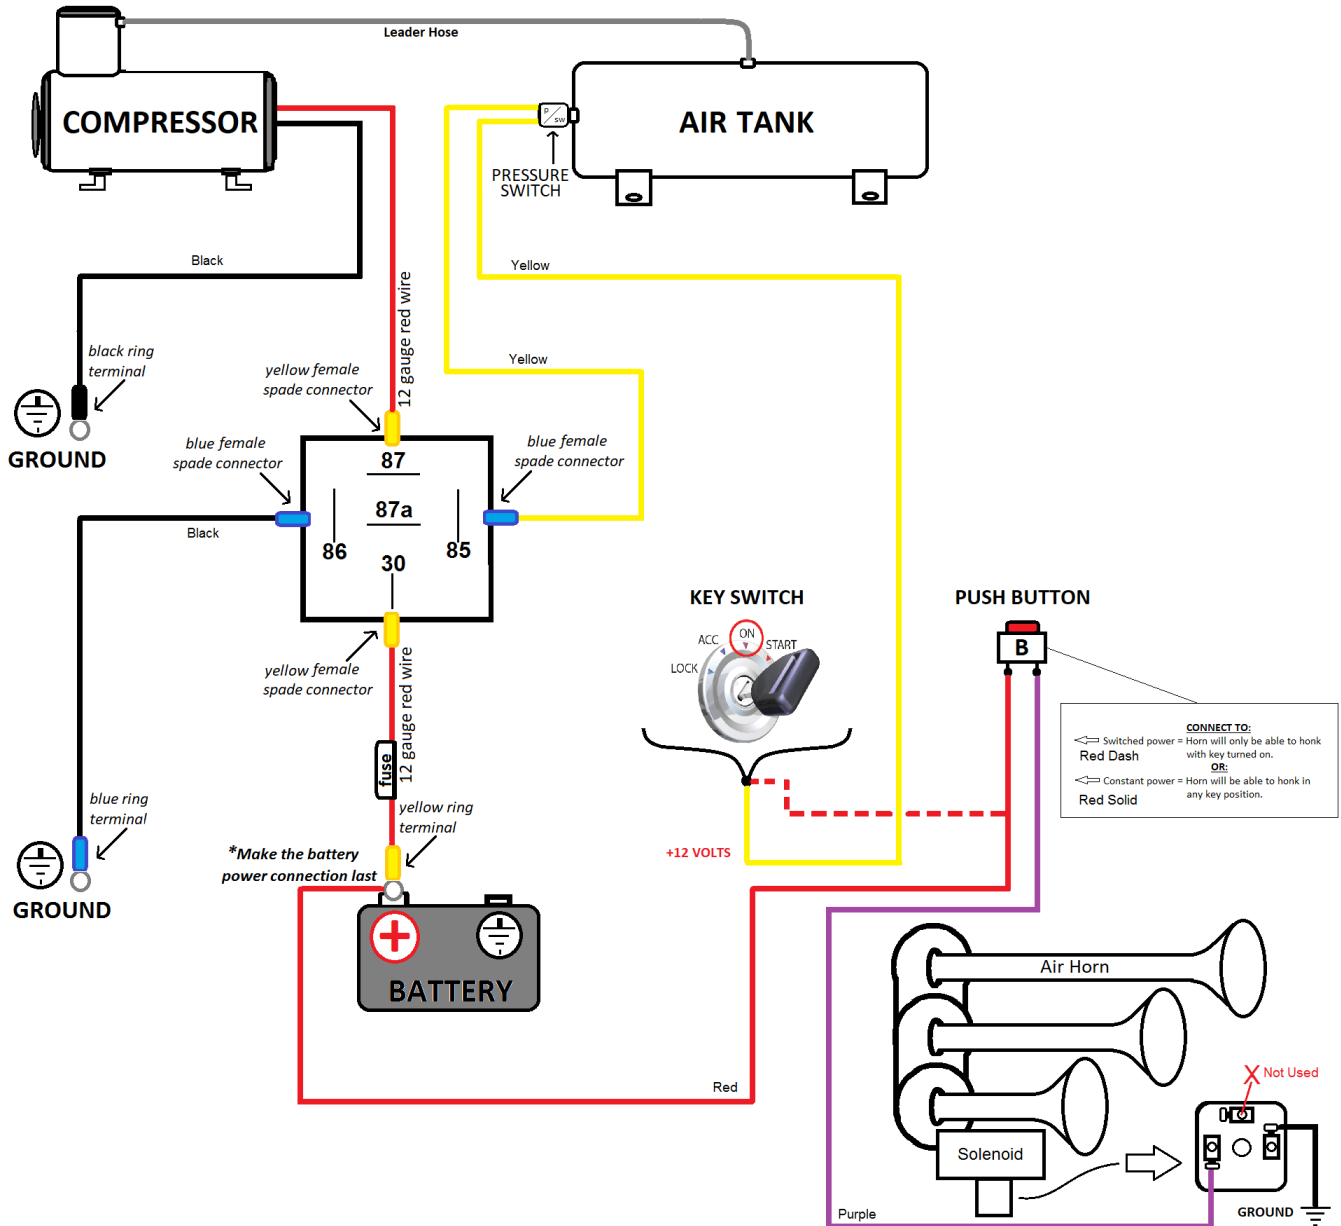 Leader Hose
COMPRESSOR
P
SW
AIR TANK
PRESSURE
SWITCH
Black
Yellow
12 gauge red wire
black ring
terminal
Yellow
yellow female
spade connector
GROUND
blue female
spade connector
87
blue female
spade connector
87a
Black
86
85
30
KEY SWITCH
PUSH BUTTON
ACC
ON
START
LOCK
B
yellow female
spade connector
12 gauge red wire
fuse
CONNECT TO:
Switched power = Horn will only be able to honk
Red Dash
with key turned on.
OR:
Constant power = Horn will be able to honk in
Red Solid
any key position.
blue ring
terminal
yellow ring
terminal
*Make the battery
power connection last
+12 VOLTS
GROUND
BATTERY
Air Horn
Red
X Not Used
Solenoid
Purple
GROUND